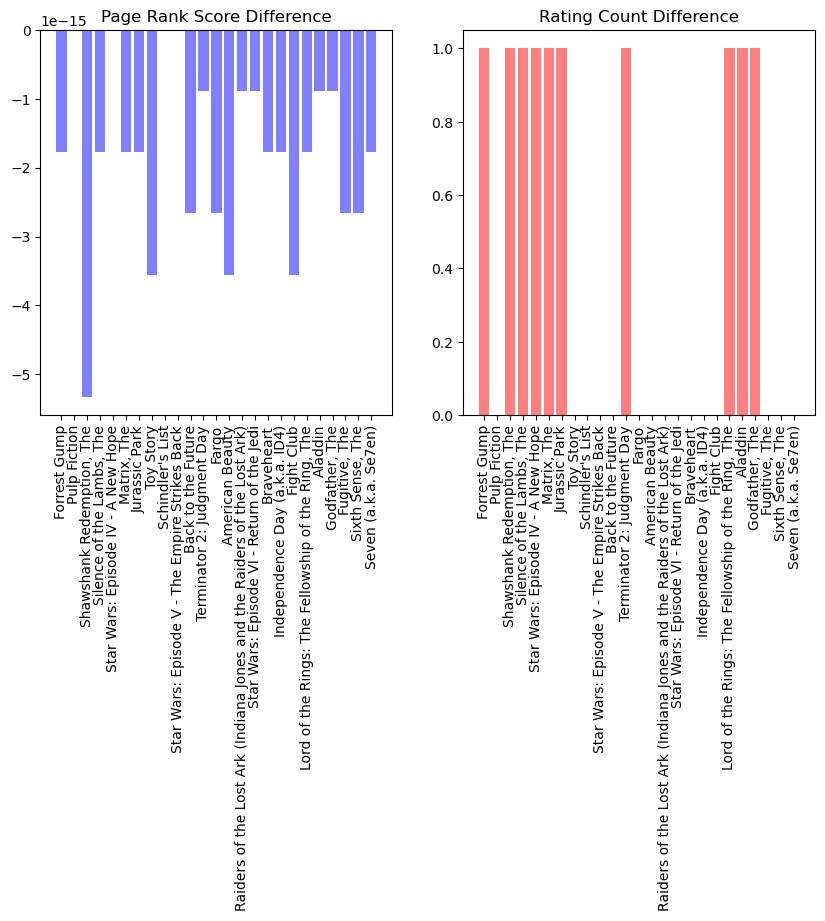 Page Rank Score Difference
1e−15
0
−1
−2
−3
−4
−5
Forrest Gump
Pulp Fiction
Shawshank Redemption, The
Silence of the Lambs, The
Star Wars: Episode IV - A New Hope
Matrix, The
Jurassic Park
Toy Story
Schindler's List
Star Wars: Episode V - The Empire Strikes Back
Back to the Future
Terminator 2: Judgment Day
Fargo
American Beauty
Raiders of the Lost Ark (Indiana Jones and the Raiders of the Lost Ark)
Star Wars: Episode VI - Return of the Jedi
Braveheart
Independence Day (a.k.a. ID4)
Fight Club
Lord of the Rings: The Fellowship of the Ring, The
Aladdin
Godfather, The
Fugitive, The
Sixth Sense, The
Seven (a.k.a. Se7en)
Rating Count Difference
1.0
0.8
0.6
0.4
0.2
0.0
Forrest Gump
Pulp Fiction
Shawshank Redemption, The
Silence of the Lambs, The
Star Wars: Episode IV - A New Hope
Matrix, The
Jurassic Park
Toy Story
Schindler's List
Star Wars: Episode V - The Empire Strikes Back
Back to the Future
Terminator 2: Judgment Day
Fargo
American Beauty
Raiders of the Lost Ark (Indiana Jones and the Raiders of the Lost Ark)
Star Wars: Episode VI - Return of the Jedi
Braveheart
Independence Day (a.k.a. ID4)
Fight Club
Lord of the Rings: The Fellowship of the Ring, The
Aladdin
Godfather, The
Fugitive, The
Sixth Sense, The
Seven (a.k.a. Se7en)